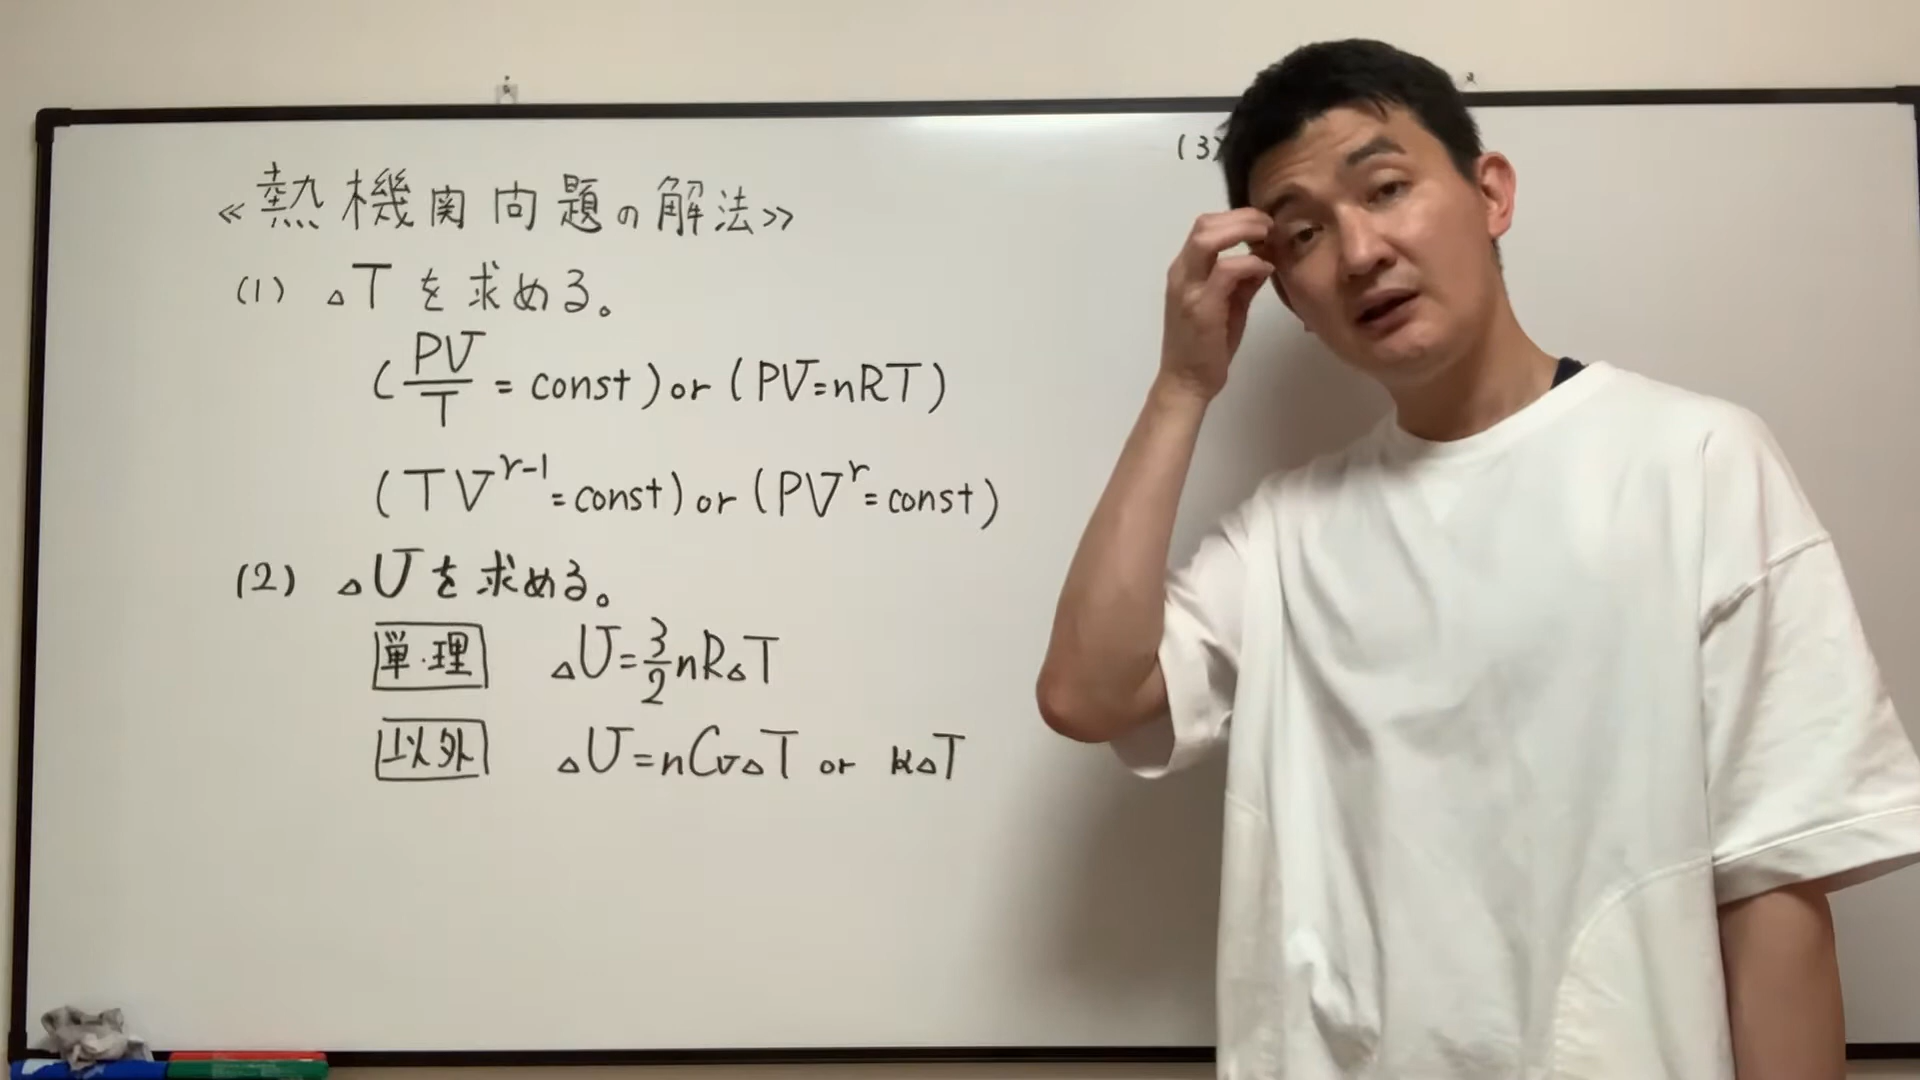 ≪熱機関問題の解法≫
(1) △Tを求める。
(PV/T = const) or (PV=nRT)
(TV^γ-1 = const) or (PV^γ = const)
(2) △Uを求める。
単・理 △U=3/2nR△T
以外 △U=nCv△T or k△T
(3)